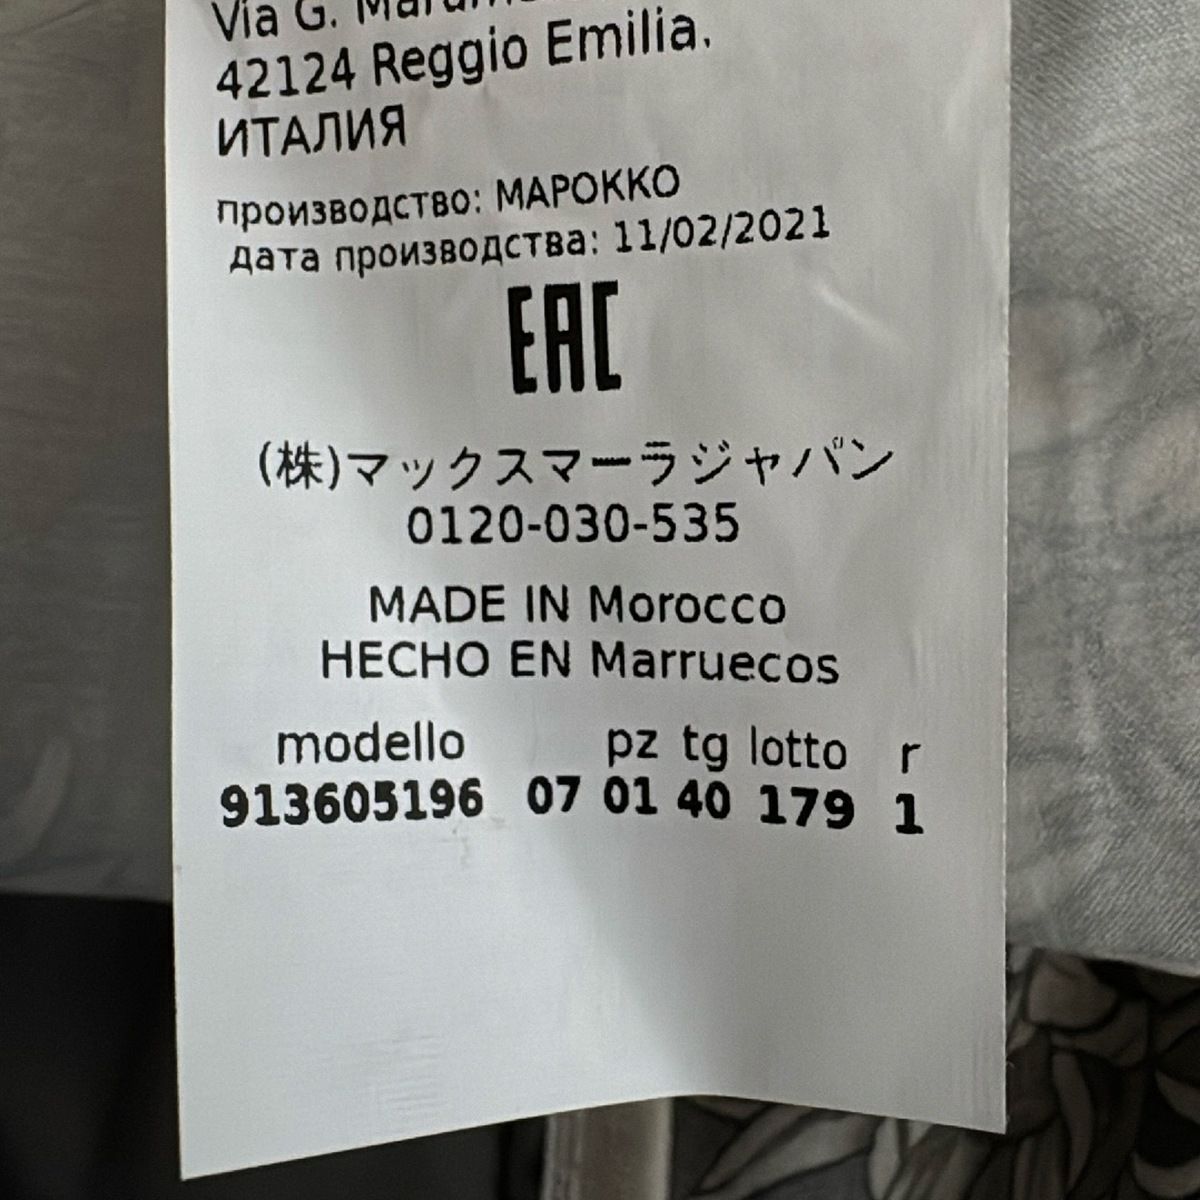 Via G.
42124 Reggio Emilia.
ИТАЛИЯ
производство: МАРОККО
дата производства: 11/02/2021
EAC
(株)マックスマーラジャパン
0120-030-535
MADE IN Morocco
HECHO EN Marruecos
modello pz tg lotto r
913605196 07 01 40 179 1